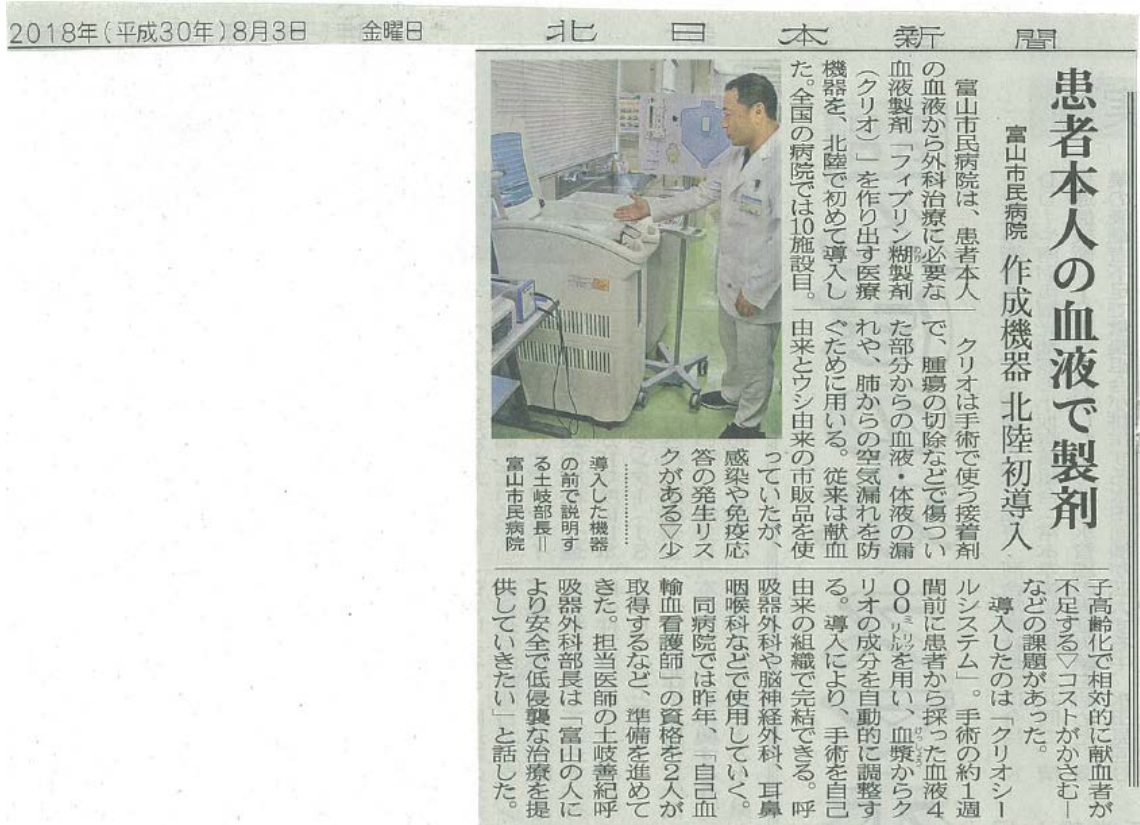 2018年(平成30年)8月3日　金曜日
北日本新聞
患者本人の血液で製剤
富山市民病院 作成機器 北陸初導入
富山市民病院は、患者本人
の血液から外科治療に必要な
血液製剤「フィブリン糊製剤
(クリオ)」を作り出す医療
機器を、北陸で初めて導入し
た。全国の病院では10施設目。
クリオは手術で使う接着剤
で、腫瘍の切除などで傷つい
た部分からの血液・体液の漏
れや、肺からの空気漏れを防
ぐために用いる。従来は献血
由来とウシ由来の市販品を使
っていたが、
感染や免疫応
答の発生リス
クがある▽少
子高齢化で相対的に献血者が
不足する▽コストがかさむ―
などの課題があった。
導入したのは「クリオシー
ルシステム」。手術の約1週
間前に患者から採った血液4
00ミリリットルを用い、血漿からク
リオの成分を自動的に調整す
る。導入により、手術を自己
由来の組織で完結できる。呼
吸器外科や脳神経外科、耳鼻
咽喉科などで使用していく。
同病院では昨年、「自己血
輸血看護師」の資格を2人が
取得するなど、準備を進めて
きた。担当医師の土岐善紀呼
吸器外科部長は「富山の人に
より安全で低侵襲な治療を提
供していきたい」と話した。
導入した機器
の前で説明す
る土岐部長＝
富山市民病院